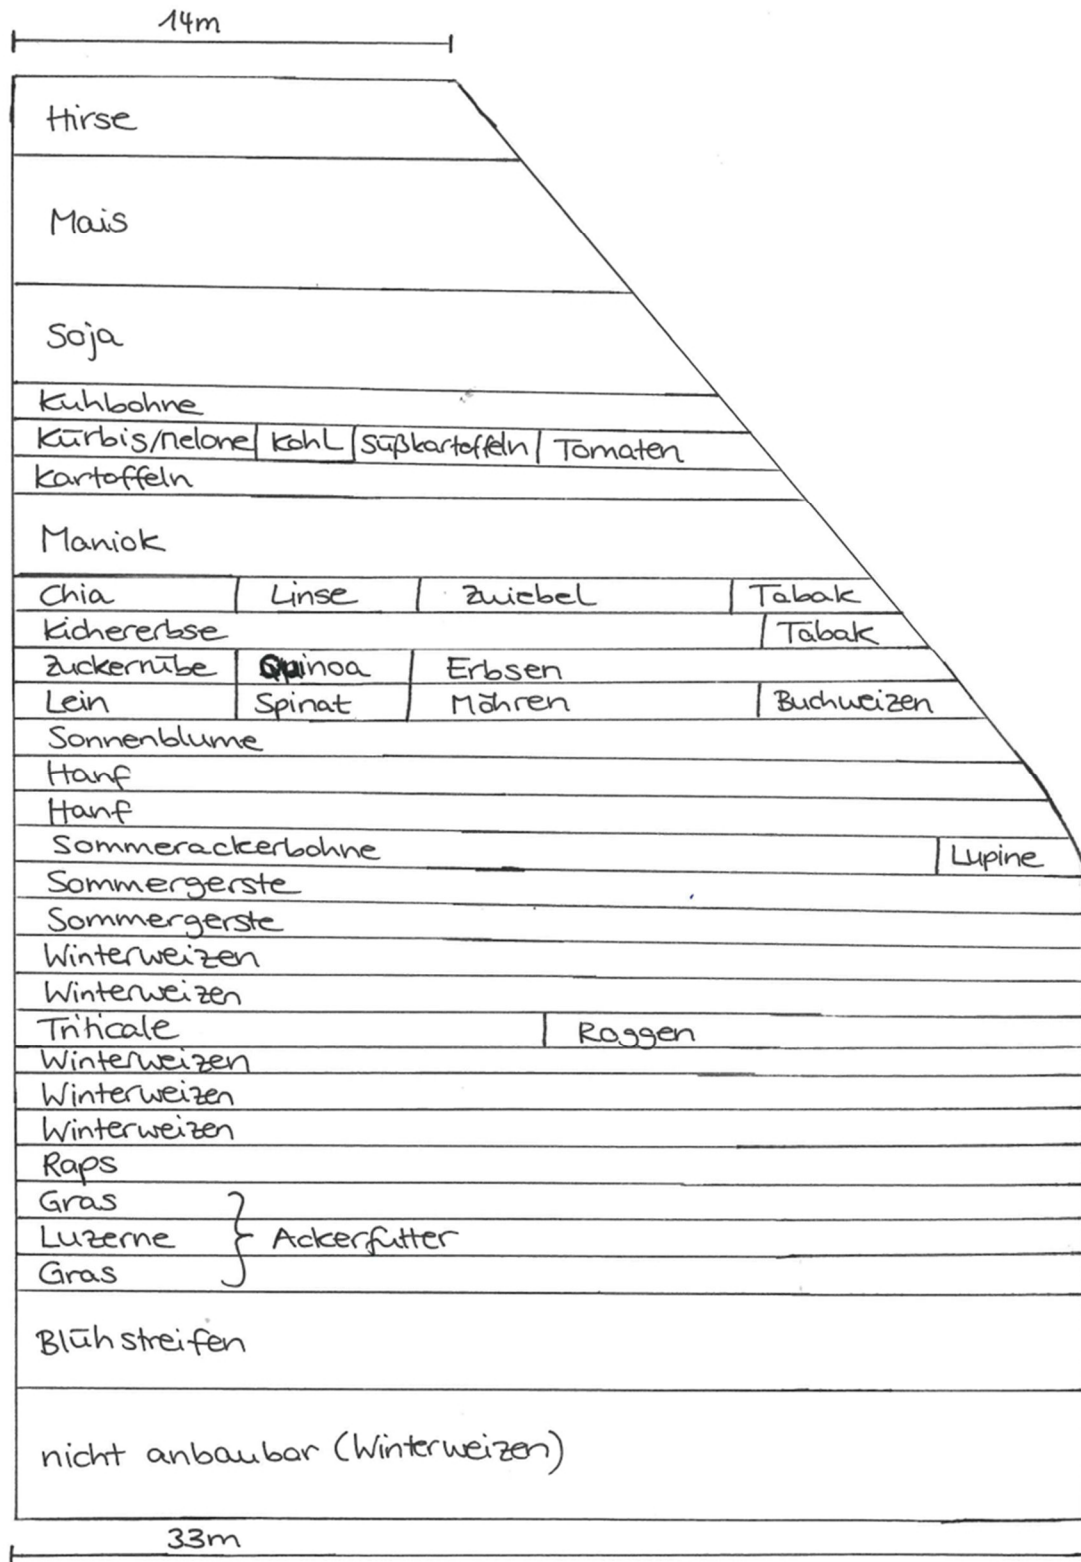 14m
Hirse
Mais
Soja
Kuhbohne
Kürbis/Melone Kohl Süßkartoffeln Tomaten
Kartoffeln
Maniok
Chia Linse Zwiebel Tabak
Kichererbse Tabak
Zuckerrübe Quinoa Erbsen
Lein Spinat Möhren Buchweizen
Sonnenblume
Hanf
Hanf
Sommerackerbohne Lupine
Sommergerste
Sommergerste
Winterweizen
Winterweizen
Triticale Roggen
Winterweizen
Winterweizen
Winterweizen
Raps
Gras
Luzerne } Ackerfutter
Gras
Blühstreifen
nicht anbaubar (Winterweizen)
33m